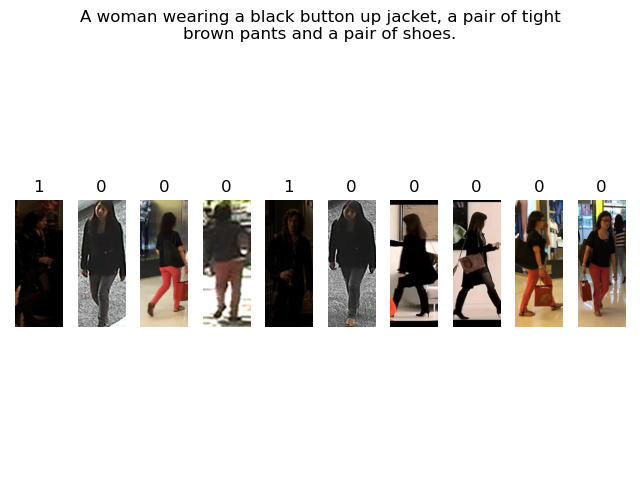 A woman wearing a black button up jacket, a pair of tight
brown pants and a pair of shoes.
1 0 0 0 1 0 0 0 0 0